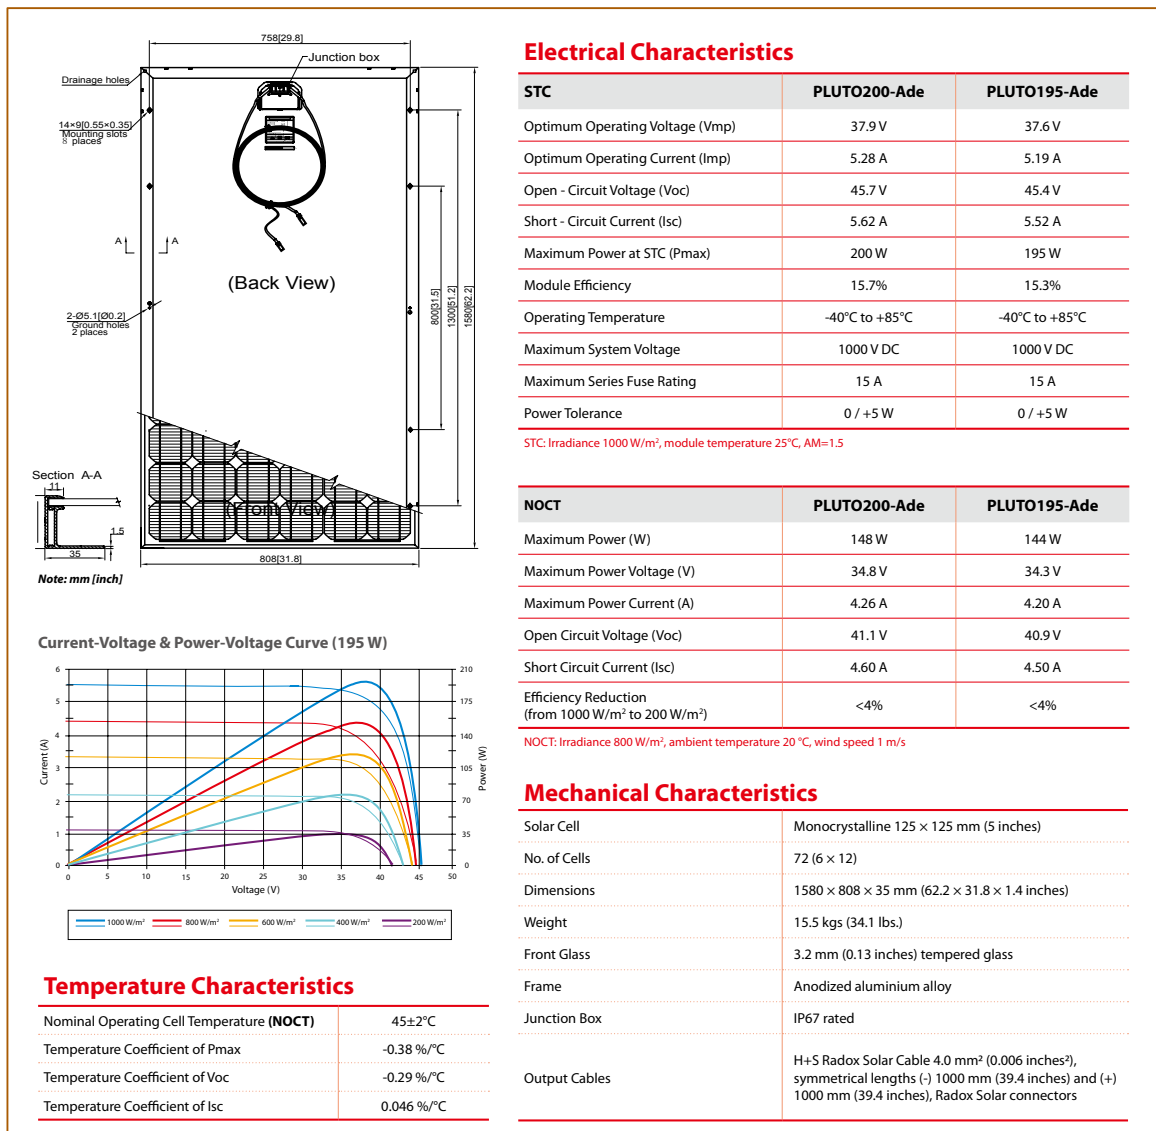 758[29.8]
Junction box
Drainage holes
14×9[0.55×0.35]
Mounting slots
8 places
A A
(Back View)
2-Ø5.1[Ø0.2]
Ground holes
2 places
800[31.5]
1300[51.2]
1580[62.2]
Section A-A
11
1.5
35
(Front View)
808[31.8]
Note: mm [inch]
Current-Voltage & Power-Voltage Curve (195 W)
6 210
5 175
4 140
3 105
2 70
1 35
0 0
Current (A)
Power (W)
0 5 10 15 20 25 30 35 40 45 50
Voltage (V)
1000 W/m² 800 W/m² 600 W/m² 400 W/m² 200 W/m²
Temperature Characteristics
Nominal Operating Cell Temperature (NOCT) 45±2°C
Temperature Coefficient of Pmax -0.38 %/°C
Temperature Coefficient of Voc -0.29 %/°C
Temperature Coefficient of Isc 0.046 %/°C
Electrical Characteristics
STC PLUTO200-Ade PLUTO195-Ade
Optimum Operating Voltage (Vmp) 37.9 V 37.6 V
Optimum Operating Current (Imp) 5.28 A 5.19 A
Open - Circuit Voltage (Voc) 45.7 V 45.4 V
Short - Circuit Current (Isc) 5.62 A 5.52 A
Maximum Power at STC (Pmax) 200 W 195 W
Module Efficiency 15.7% 15.3%
Operating Temperature -40°C to +85°C -40°C to +85°C
Maximum System Voltage 1000 V DC 1000 V DC
Maximum Series Fuse Rating 15 A 15 A
Power Tolerance 0 / +5 W 0 / +5 W
STC: Irradiance 1000 W/m², module temperature 25°C, AM=1.5
NOCT PLUTO200-Ade PLUTO195-Ade
Maximum Power (W) 148 W 144 W
Maximum Power Voltage (V) 34.8 V 34.3 V
Maximum Power Current (A) 4.26 A 4.20 A
Open Circuit Voltage (Voc) 41.1 V 40.9 V
Short Circuit Current (Isc) 4.60 A 4.50 A
Efficiency Reduction
(from 1000 W/m² to 200 W/m²) <4% <4%
NOCT: Irradiance 800 W/m², ambient temperature 20 °C, wind speed 1 m/s
Mechanical Characteristics
Solar Cell Monocrystalline 125 × 125 mm (5 inches)
No. of Cells 72 (6 × 12)
Dimensions 1580 × 808 × 35 mm (62.2 × 31.8 × 1.4 inches)
Weight 15.5 kgs (34.1 lbs.)
Front Glass 3.2 mm (0.13 inches) tempered glass
Frame Anodized aluminium alloy
Junction Box IP67 rated
Output Cables H+S Radox Solar Cable 4.0 mm² (0.006 inches²),
symmetrical lengths (-) 1000 mm (39.4 inches) and (+)
1000 mm (39.4 inches), Radox Solar connectors